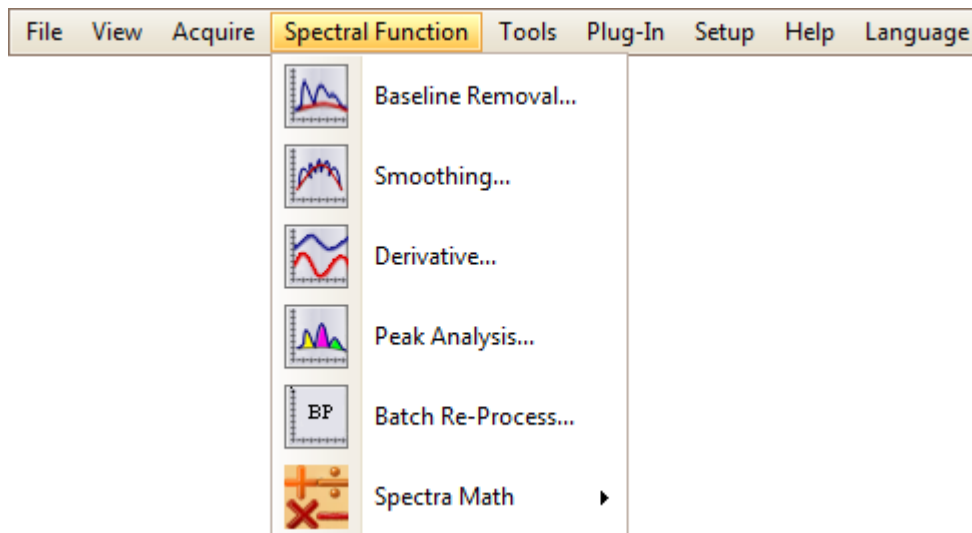 File View Acquire Spectral Function Tools Plug-In Setup Help Language
Baseline Removal...
Smoothing...
Derivative...
Peak Analysis...
BP Batch Re-Process...
Spectra Math